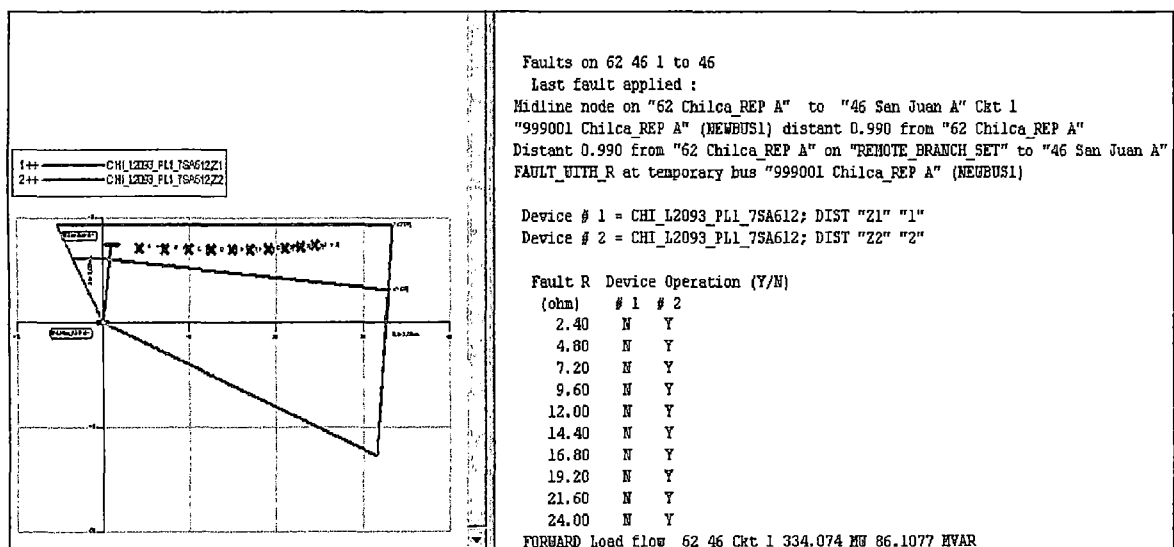 1++ CHI_L2093_PL1_7SA612Z1
2++ CHI_L2093_PL1_7SA612Z2
Faults on 62 46 1 to 46
Last fault applied :
Midline node on "62 Chilca_REP A" to "46 San Juan A" Ckt 1
"999001 Chilca_REP A" (NEWBUS1) distant 0.990 from "62 Chilca_REP A"
Distant 0.990 from "62 Chilca_REP A" on "REMOTE_BRANCH_SET" to "46 San Juan A"
FAULT_WITH_R at temporary bus "999001 Chilca_REP A" (NEWBUS1)
Device # 1 = CHI_L2093_PL1_7SA612; DIST "Z1" "1"
Device # 2 = CHI_L2093_PL1_7SA612; DIST "Z2" "2"
Fault R Device Operation (Y/N)
(ohm) # 1 # 2
2.40 N Y
4.80 N Y
7.20 N Y
9.60 N Y
12.00 N Y
14.40 N Y
16.80 N Y
19.20 N Y
21.60 N Y
24.00 N Y
FORWARD Load flow 62 46 Ckt 1 334.074 MW 86.1077 MVAR